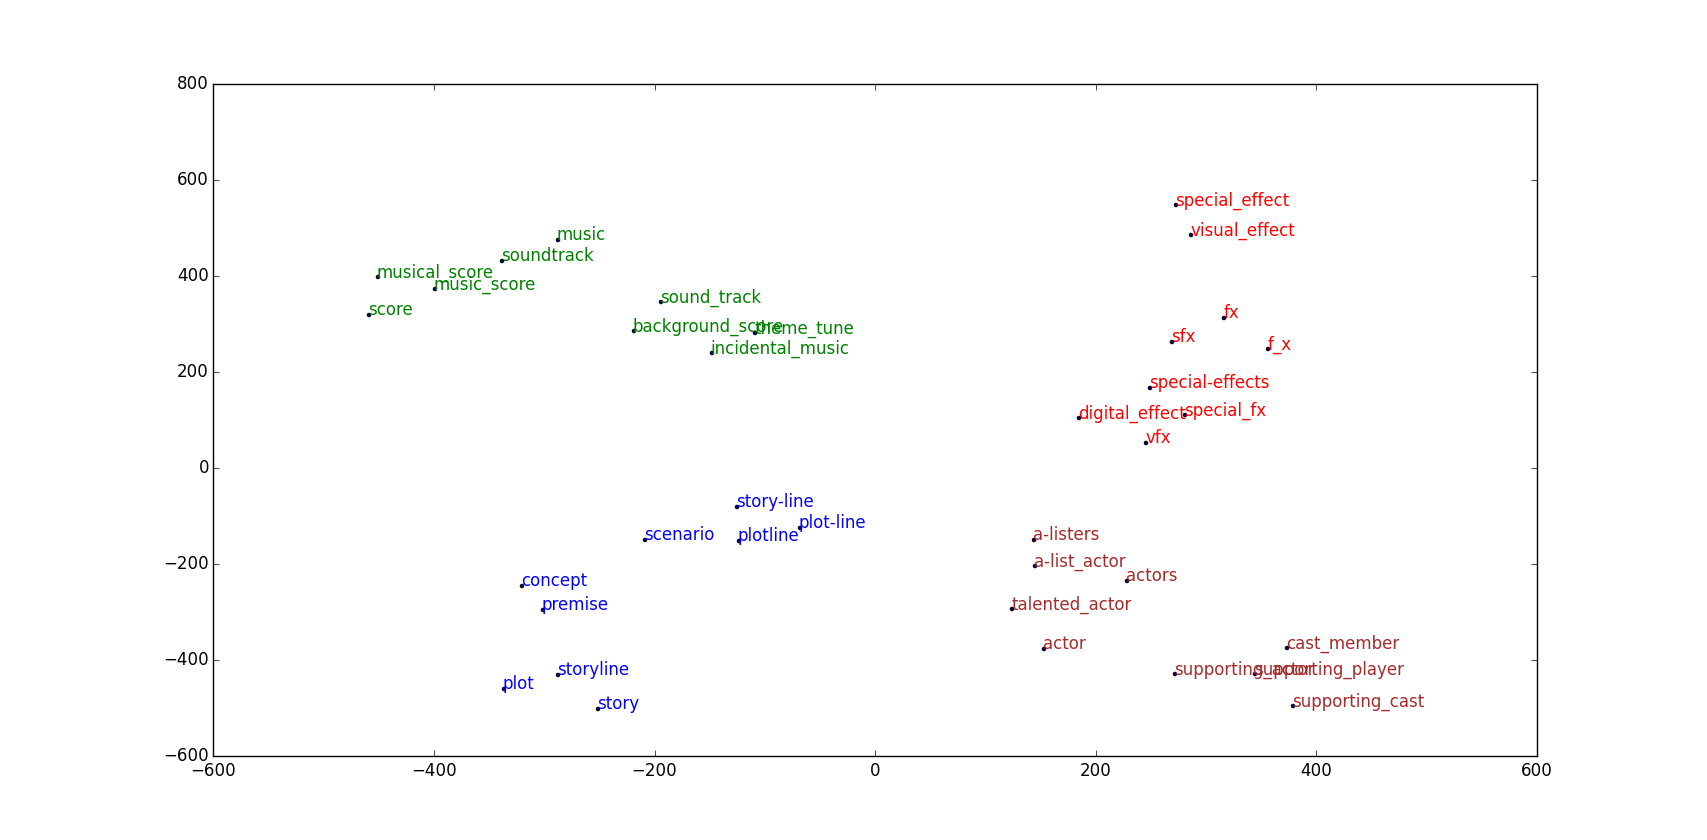 800
600
400
200
0
−200
−400
−600
−600
−400
−200
0
200
400
600
music
soundtrack
musical_score
music_score
score
sound_track
background_score
theme_tune
incidental_music
special_effect
visual_effect
fx
sfx
f_x
special-effects
digital_effect
special_fx
vfx
story-line
plot-line
scenario
plotline
concept
premise
storyline
plot
story
a-listers
a-list_actor
actors
talented_actor
actor
cast_member
supporting_actor
supporting_player
supporting_cast